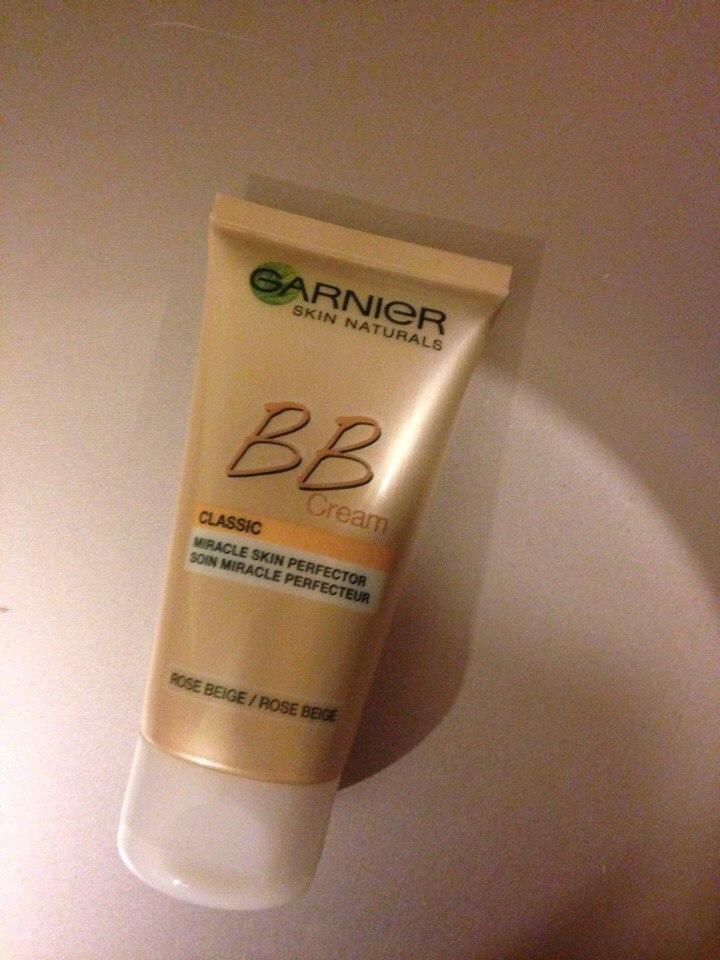 GARNIER
SKIN NATURALS
BB
Cream
CLASSIC
MIRACLE SKIN PERFECTOR
SOIN MIRACLE PERFECTEUR
ROSE BEIGE / ROSE BEIGE